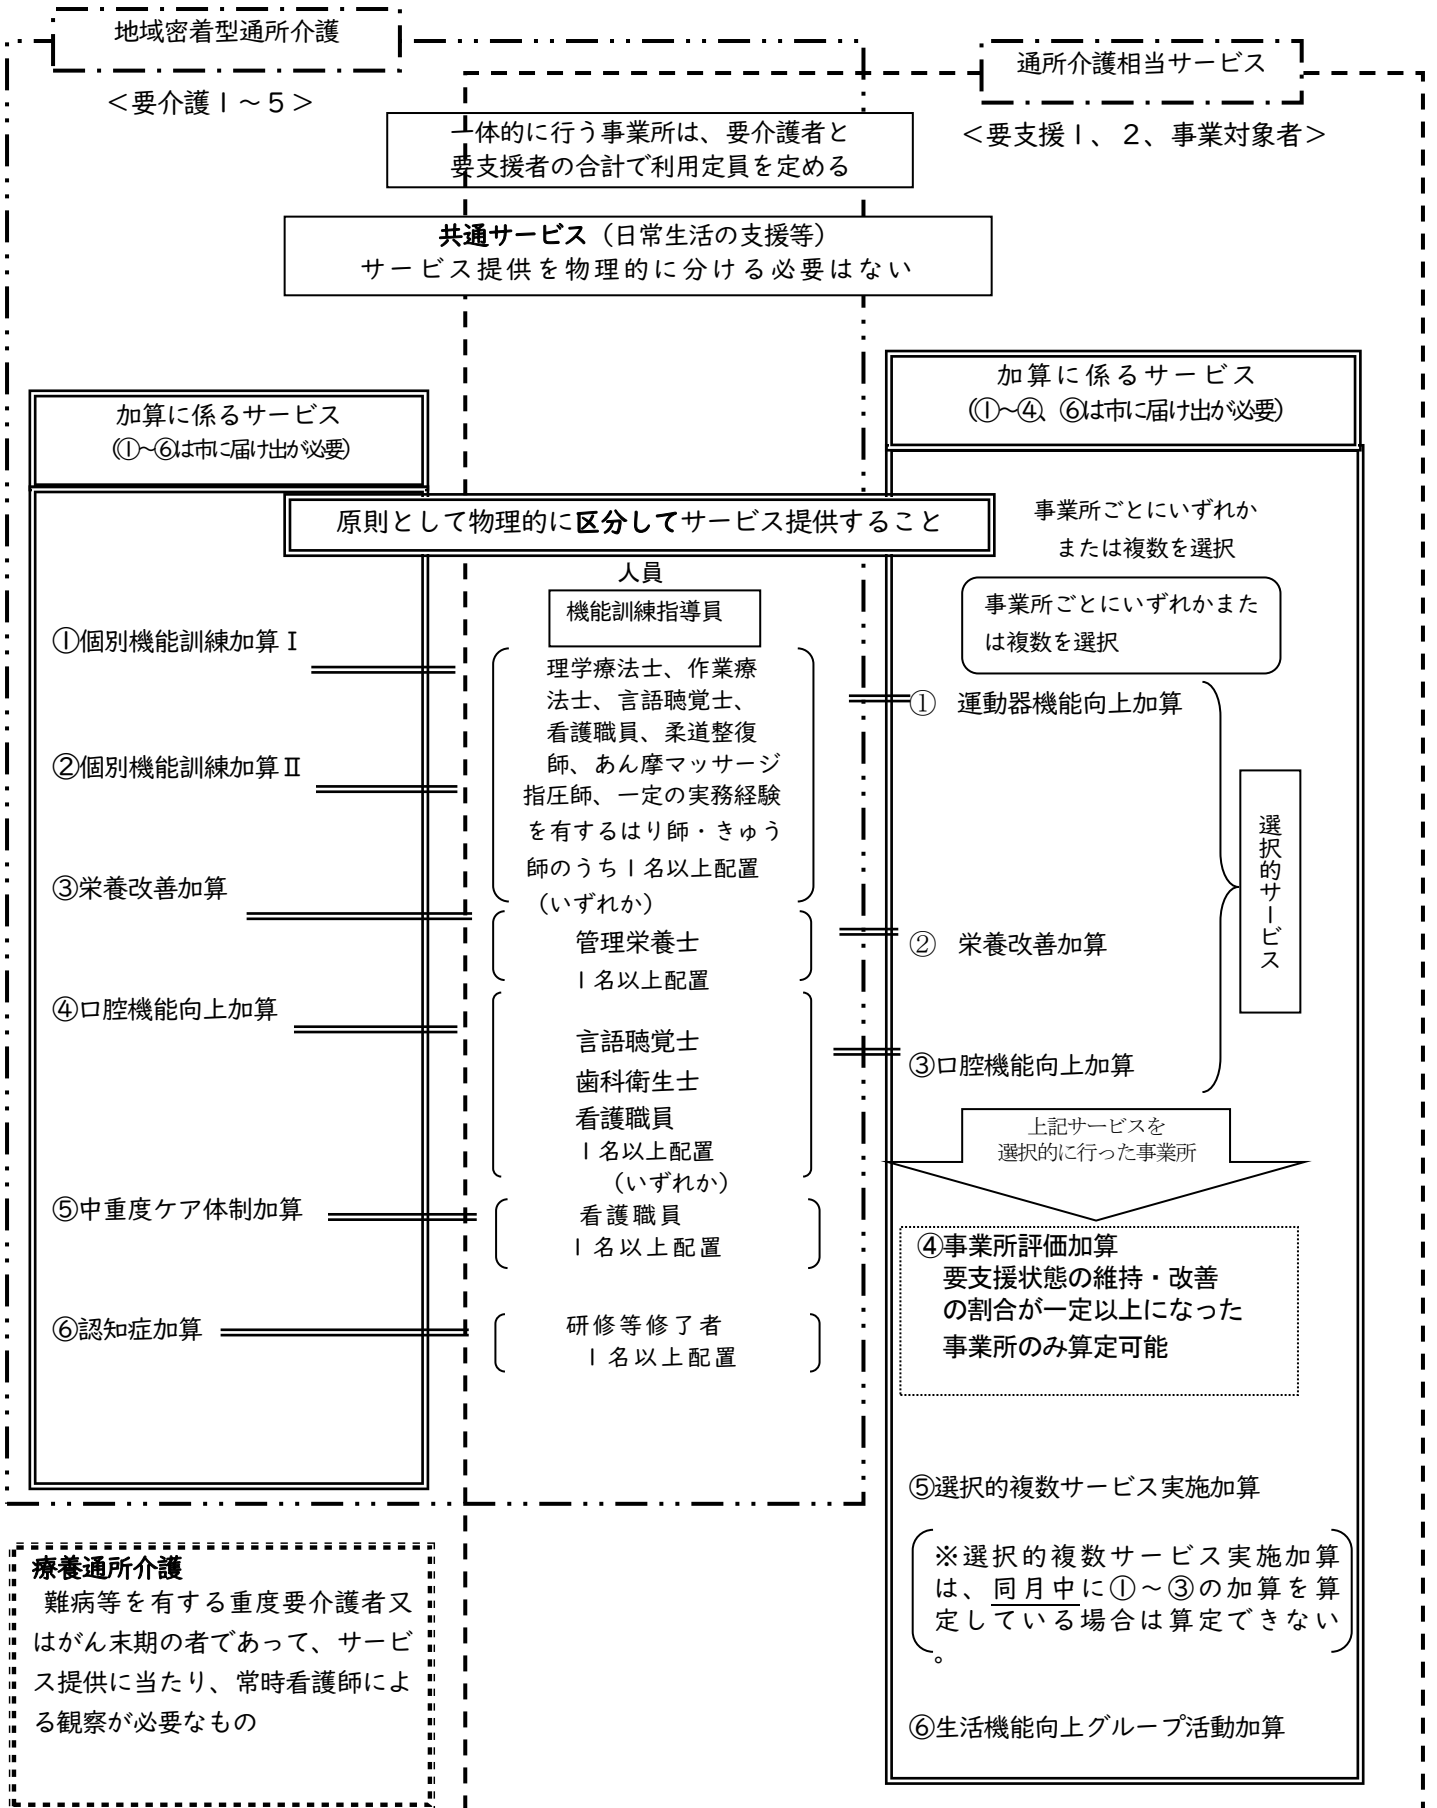 地域密着型通所介護
＜要介護１～５＞
通所介護相当サービス
＜要支援１、２、事業対象者＞
一体的に行う事業所は、要介護者と
要支援者の合計で利用定員を定める
共通サービス（日常生活の支援等）
サービス提供を物理的に分ける必要はない
加算に係るサービス
(①～⑥は市に届け出が必要)
加算に係るサービス
(①～④、⑥は市に届け出が必要)
原則として物理的に区分してサービス提供すること
①個別機能訓練加算Ⅰ
②個別機能訓練加算Ⅱ
③栄養改善加算
④口腔機能向上加算
⑤中重度ケア体制加算
⑥認知症加算
人員
機能訓練指導員
理学療法士、作業療
法士、言語聴覚士、
看護職員、柔道整復
師、あん摩マッサージ
指圧師、一定の実務経験
を有するはり師・きゅう
師のうち１名以上配置
（いずれか）
管理栄養士
１名以上配置
言語聴覚士
歯科衛生士
看護職員
１名以上配置
（いずれか）
看護職員
１名以上配置
研修等修了者
１名以上配置
事業所ごとにいずれか
または複数を選択
事業所ごとにいずれかまた
は複数を選択
①　運動器機能向上加算
②　栄養改善加算
③口腔機能向上加算
選択的サービス
上記サービスを
選択的に行った事業所
④事業所評価加算
要支援状態の維持・改善
の割合が一定以上になった
事業所のみ算定可能
⑤選択的複数サービス実施加算
※選択的複数サービス実施加算
は、同月中に①～③の加算を算
定している場合は算定できない
。
⑥生活機能向上グループ活動加算
療養通所介護
難病等を有する重度要介護者又
はがん末期の者であって、サービ
ス提供に当たり、常時看護師によ
る観察が必要なもの